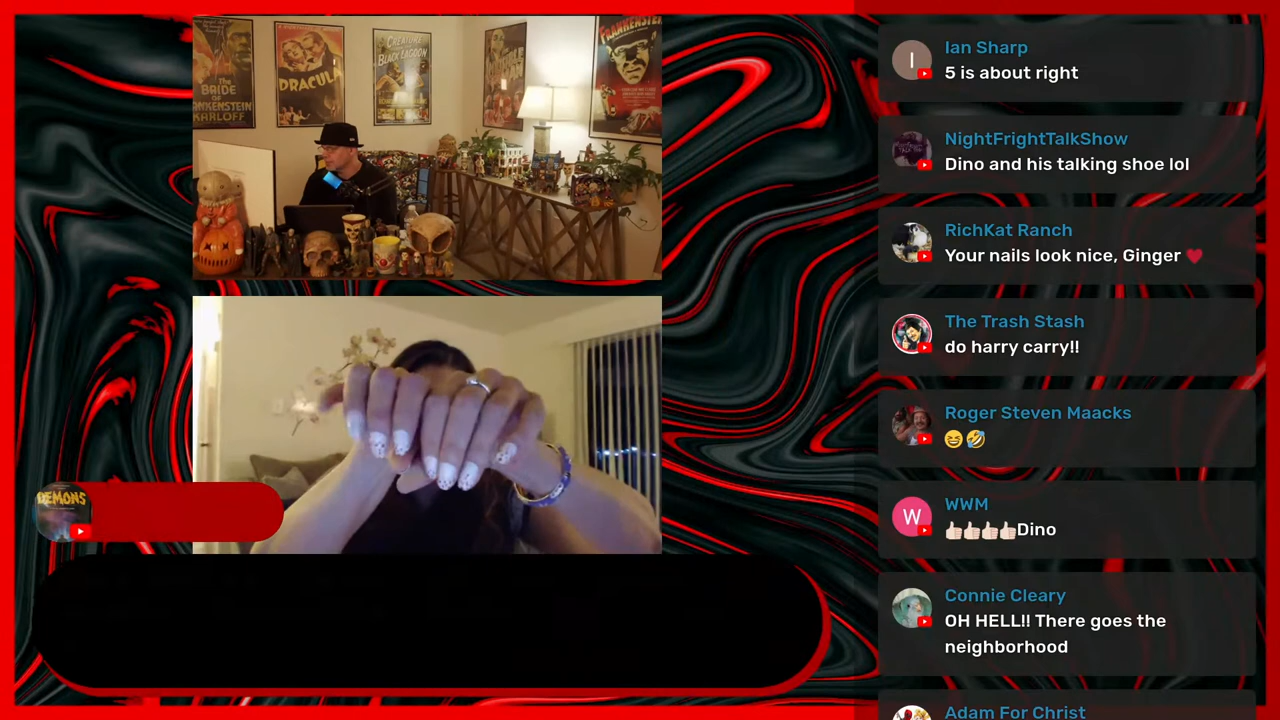 The
BRIDE
OF
FRANKENSTEIN
KARLOFF
DRACULA
CREATURE
BLACK LAGOON
INVISIBLE
MAN
FRANKENSTEIN
DEMONS
I
Ian Sharp
5 is about right
NightFrightTalkShow
Dino and his talking shoe lol
RichKat Ranch
Your nails look nice, Ginger ❤️
The Trash Stash
do harry carry!!
Roger Steven Maacks
😆🤣
W
WWM
👍🏻👍🏻👍🏻👍🏻Dino
Connie Cleary
OH HELL!! There goes the
neighborhood
Adam For Christ